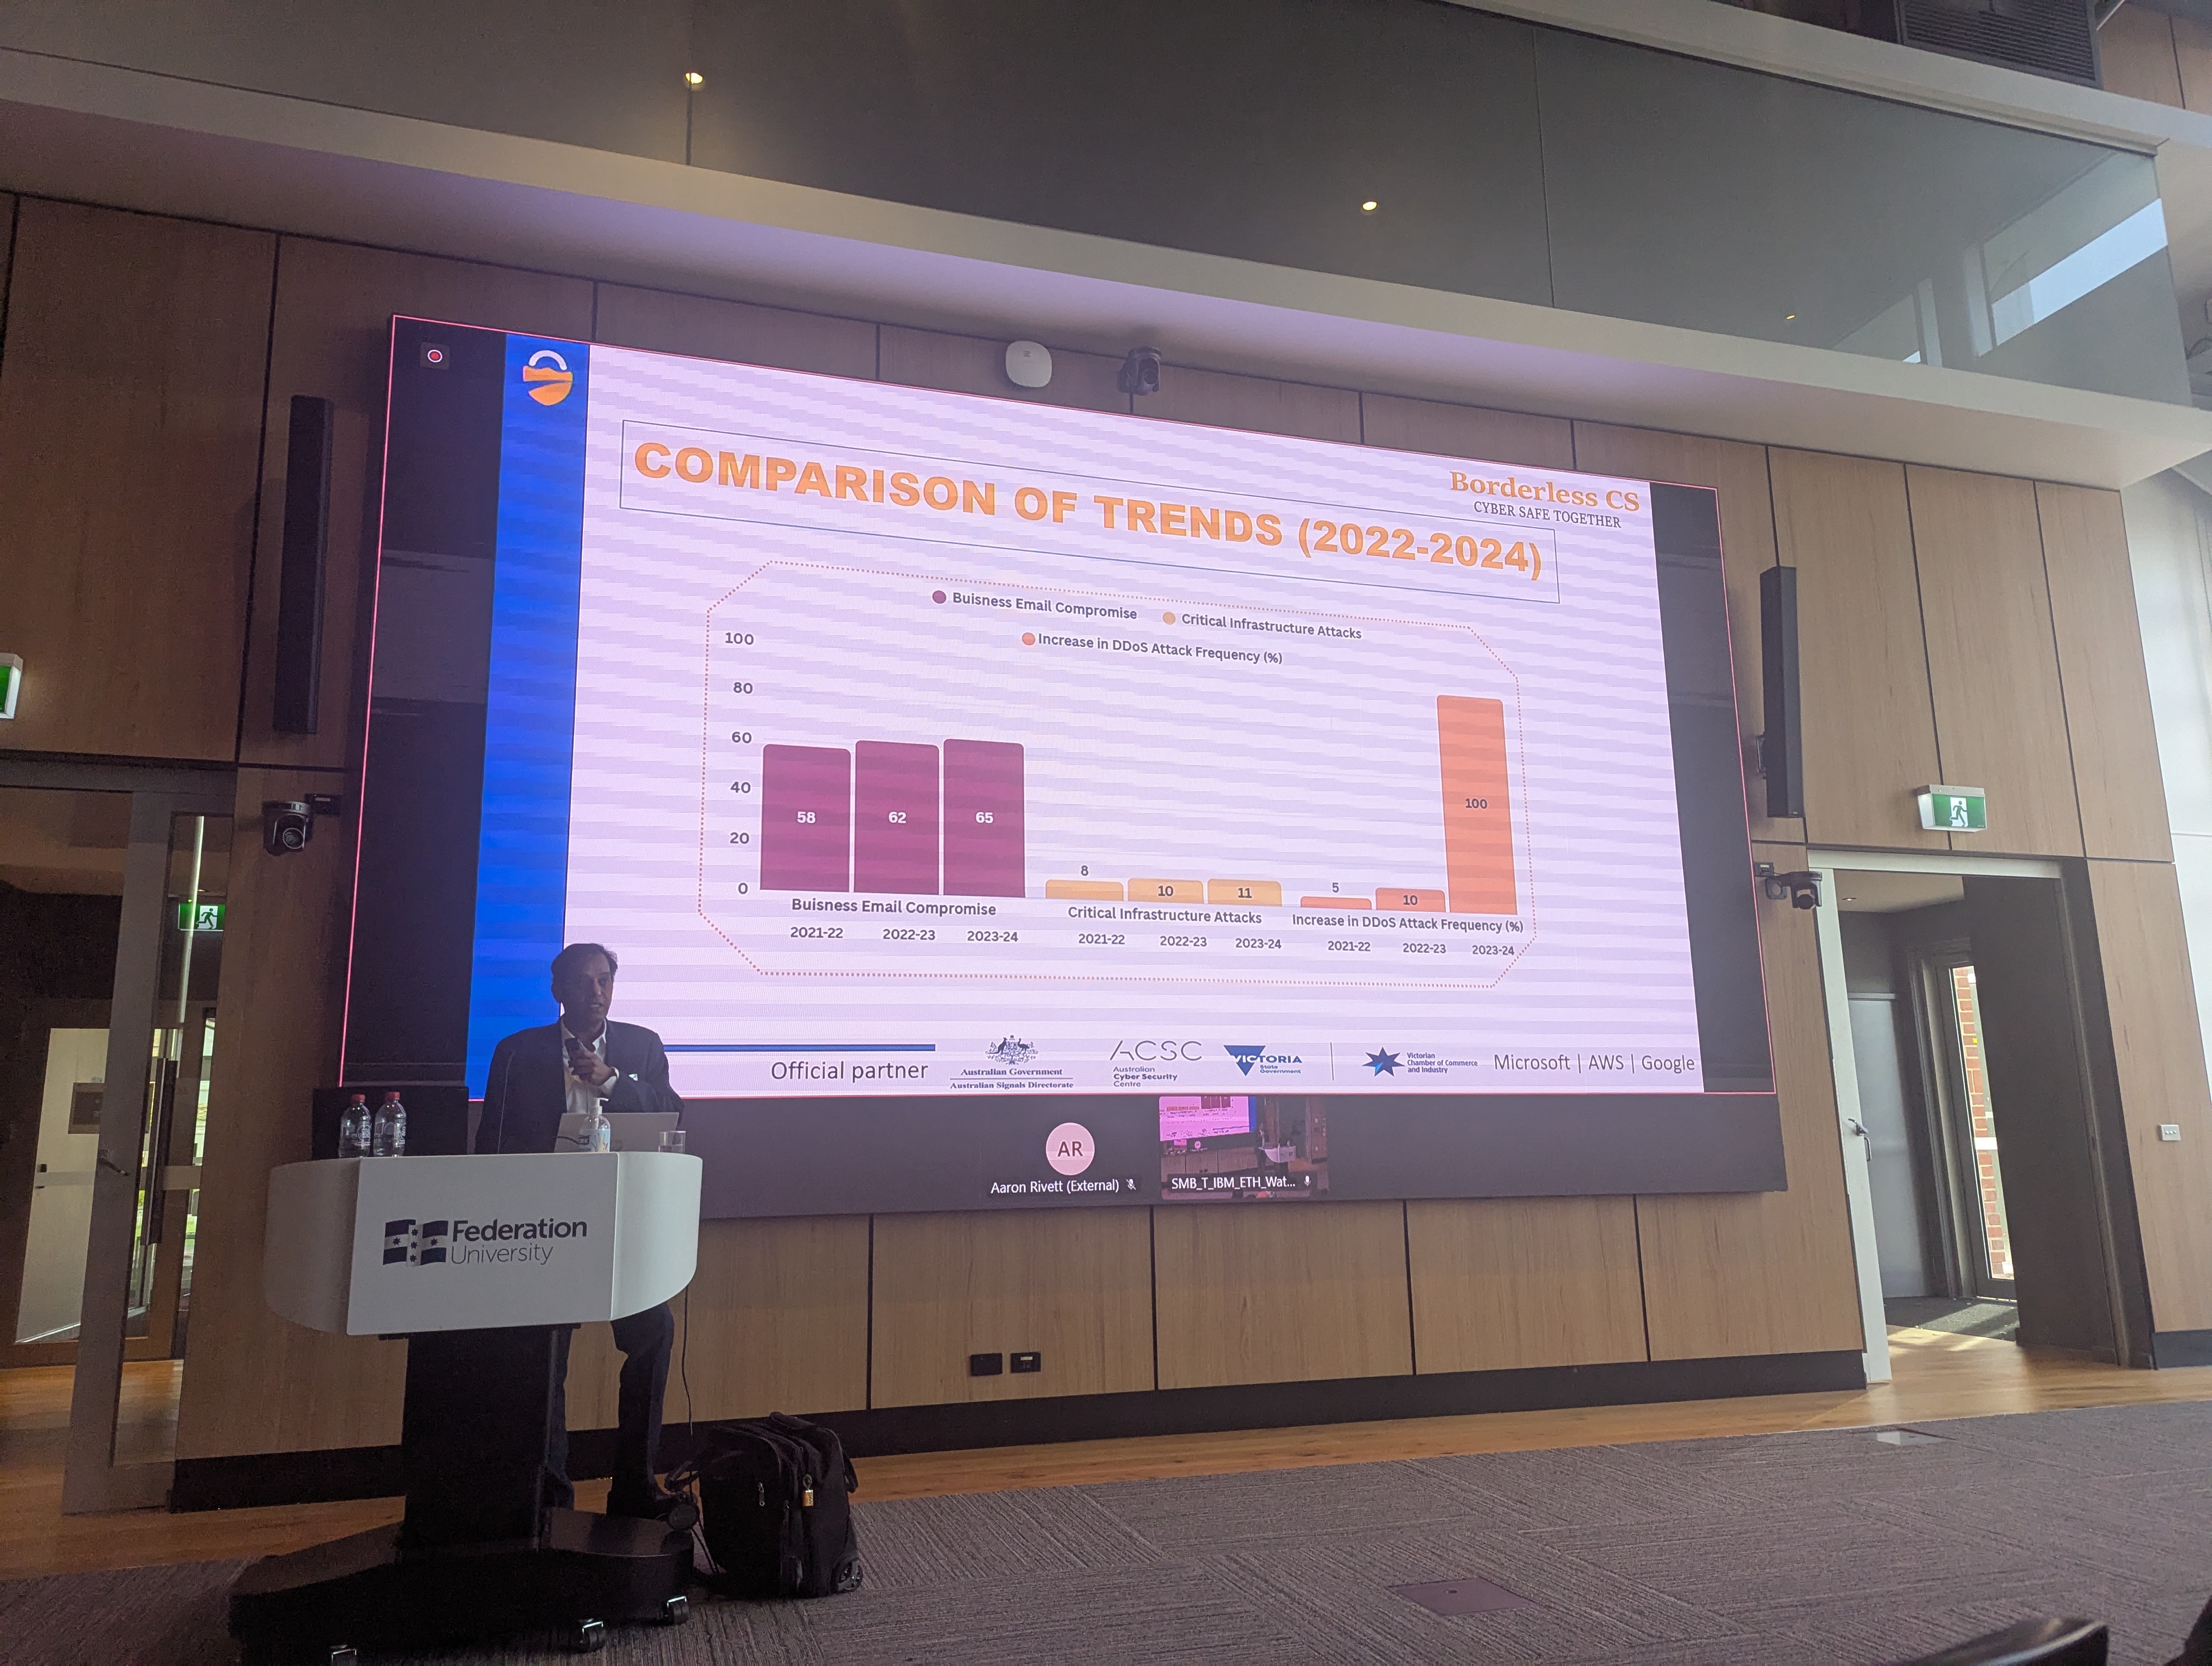 COMPARISON OF TRENDS (2022-2024)
Borderless CS
CYBER SAFE TOGETHER
Buisness Email Compromise
Critical Infrastructure Attacks
Increase in DDoS Attack Frequency (%)
100
80
60
40
20
0
58
62
65
8
10
11
5
10
100
Buisness Email Compromise
Critical Infrastructure Attacks
Increase in DDoS Attack Frequency (%)
2021-22 2022-23 2023-24
2021-22 2022-23 2023-24
2021-22 2022-23 2023-24
Official partner
Australian Government
Australian Signals Directorate
ACSC
Australian
Cyber Security
Centre
VICTORIA
State
Government
Victorian
Chamber of Commerce
and Industry
Microsoft | AWS | Google
AR
Aaron Rivett (External)
SMB_T_IBM_ETH_Wat...
Federation
University